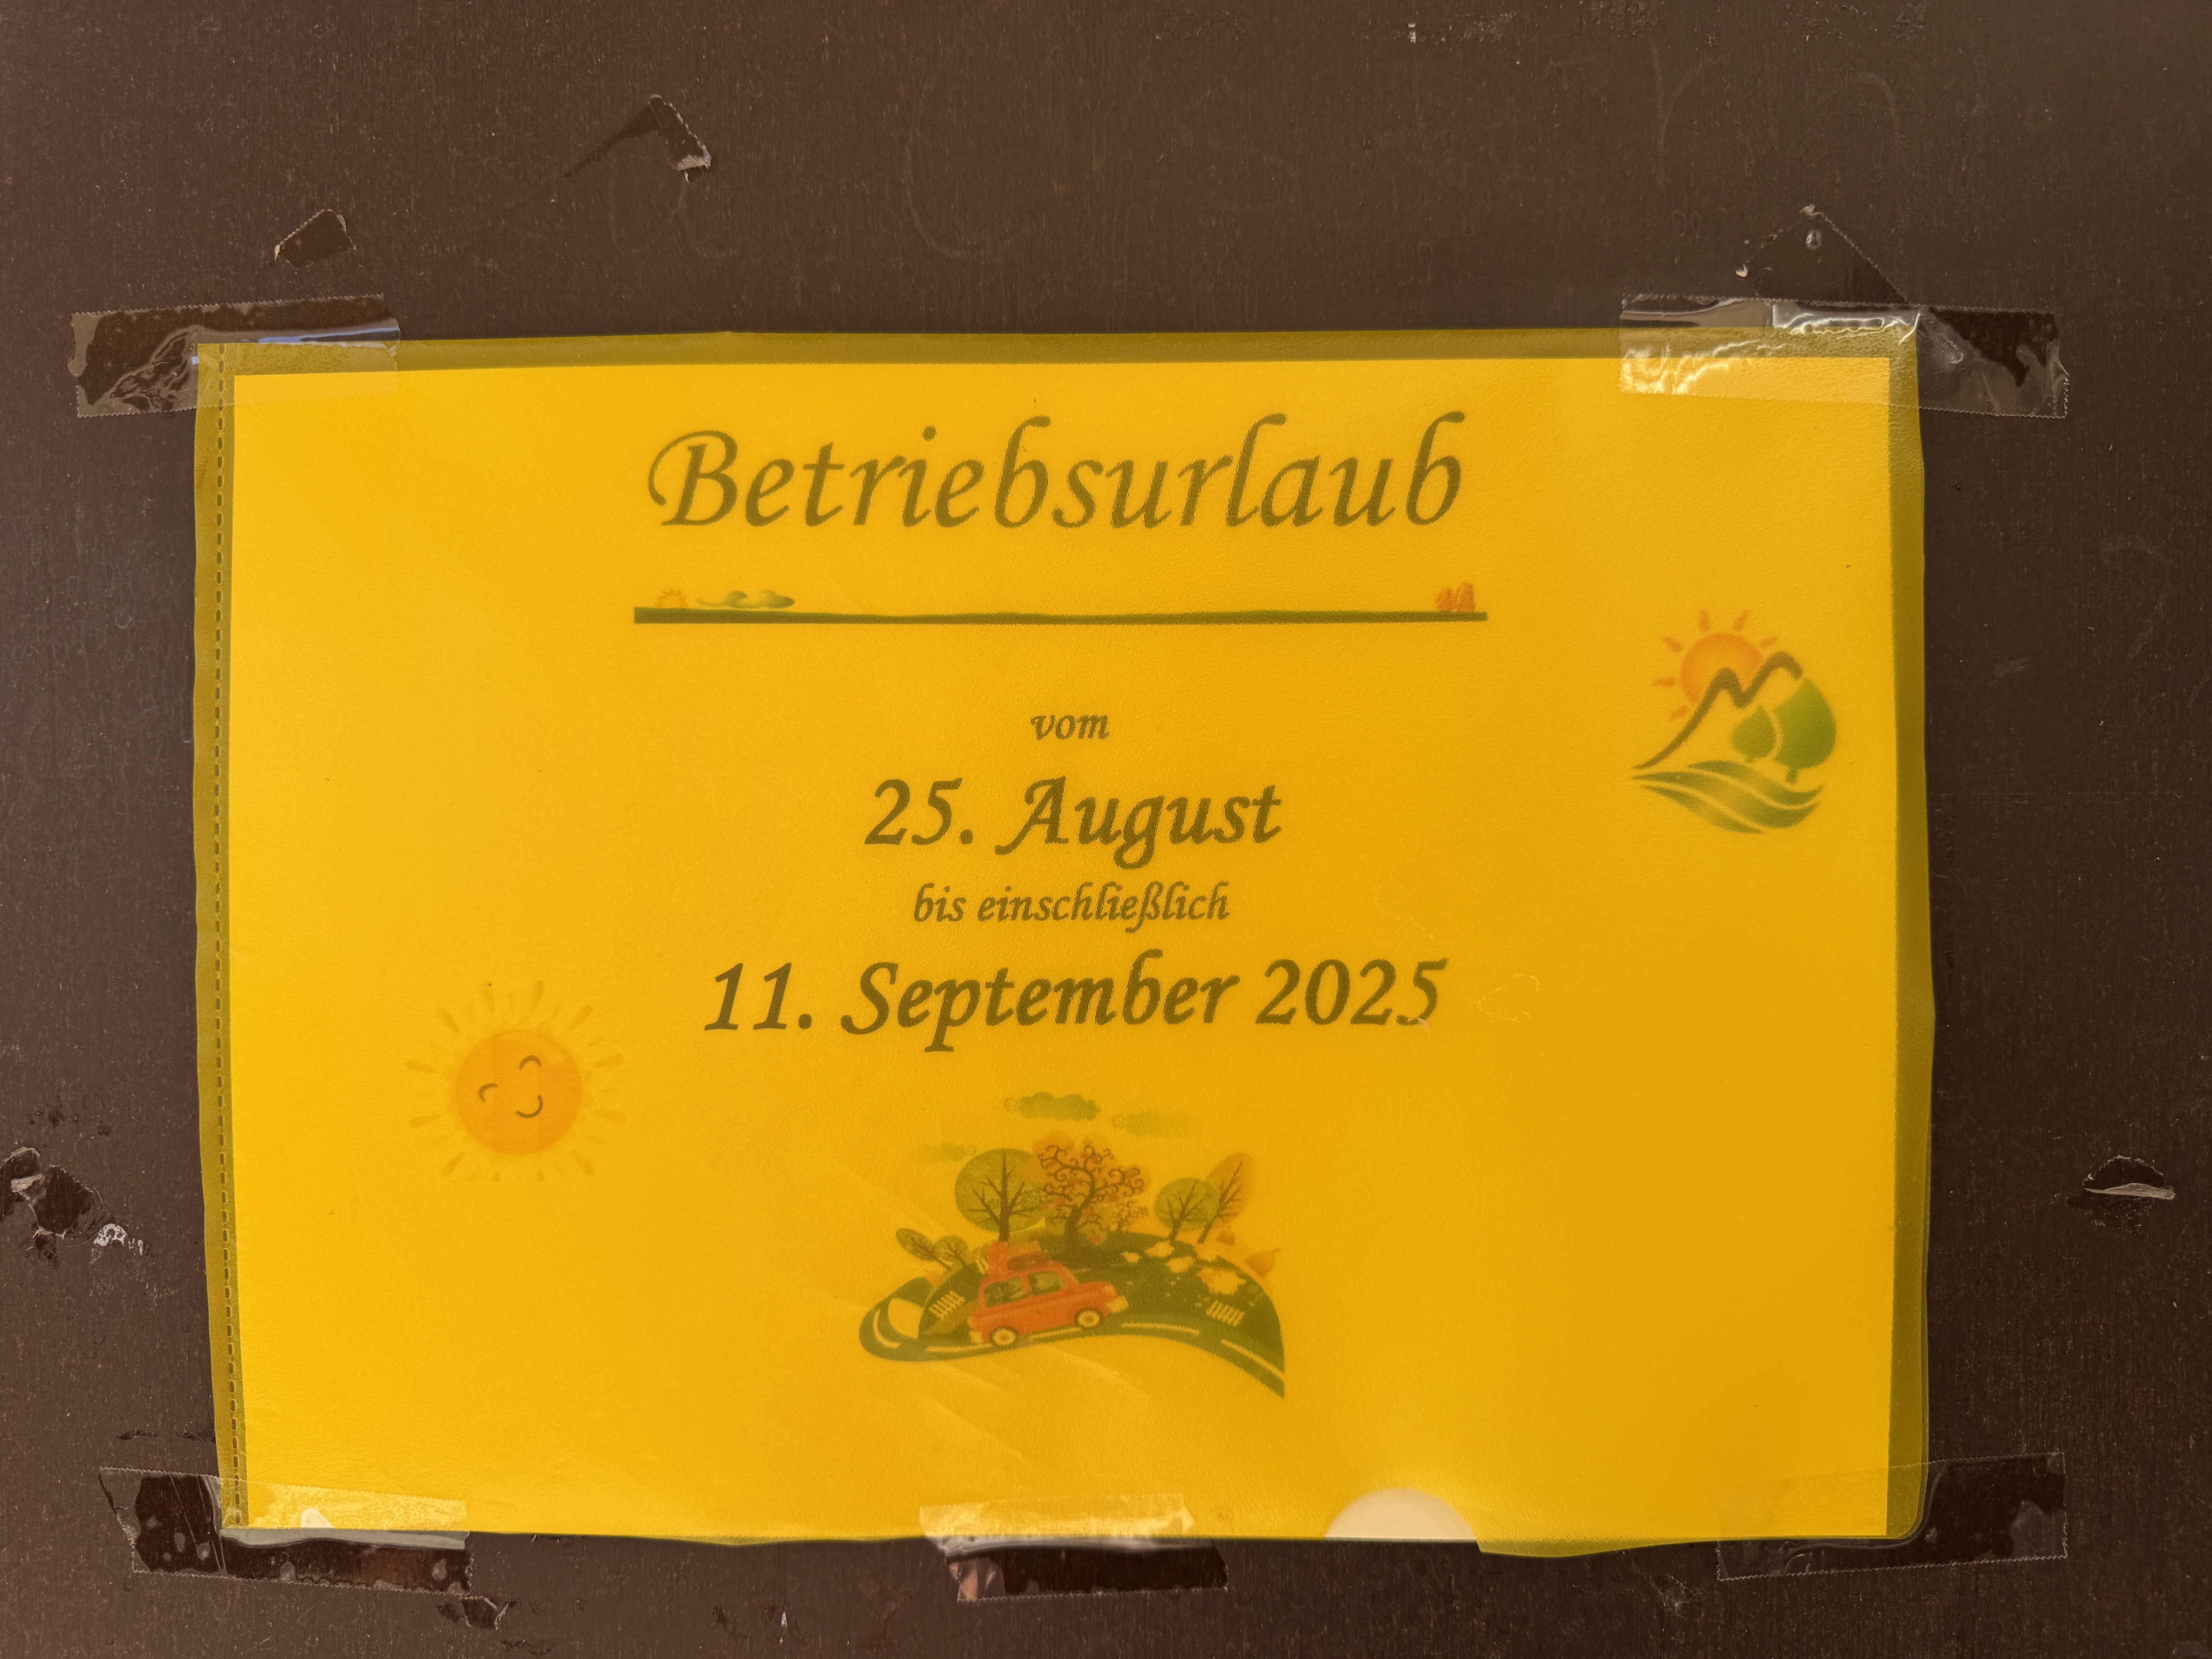 Betriebsurlaub
vom
25. August
bis einschließlich
11. September 2025